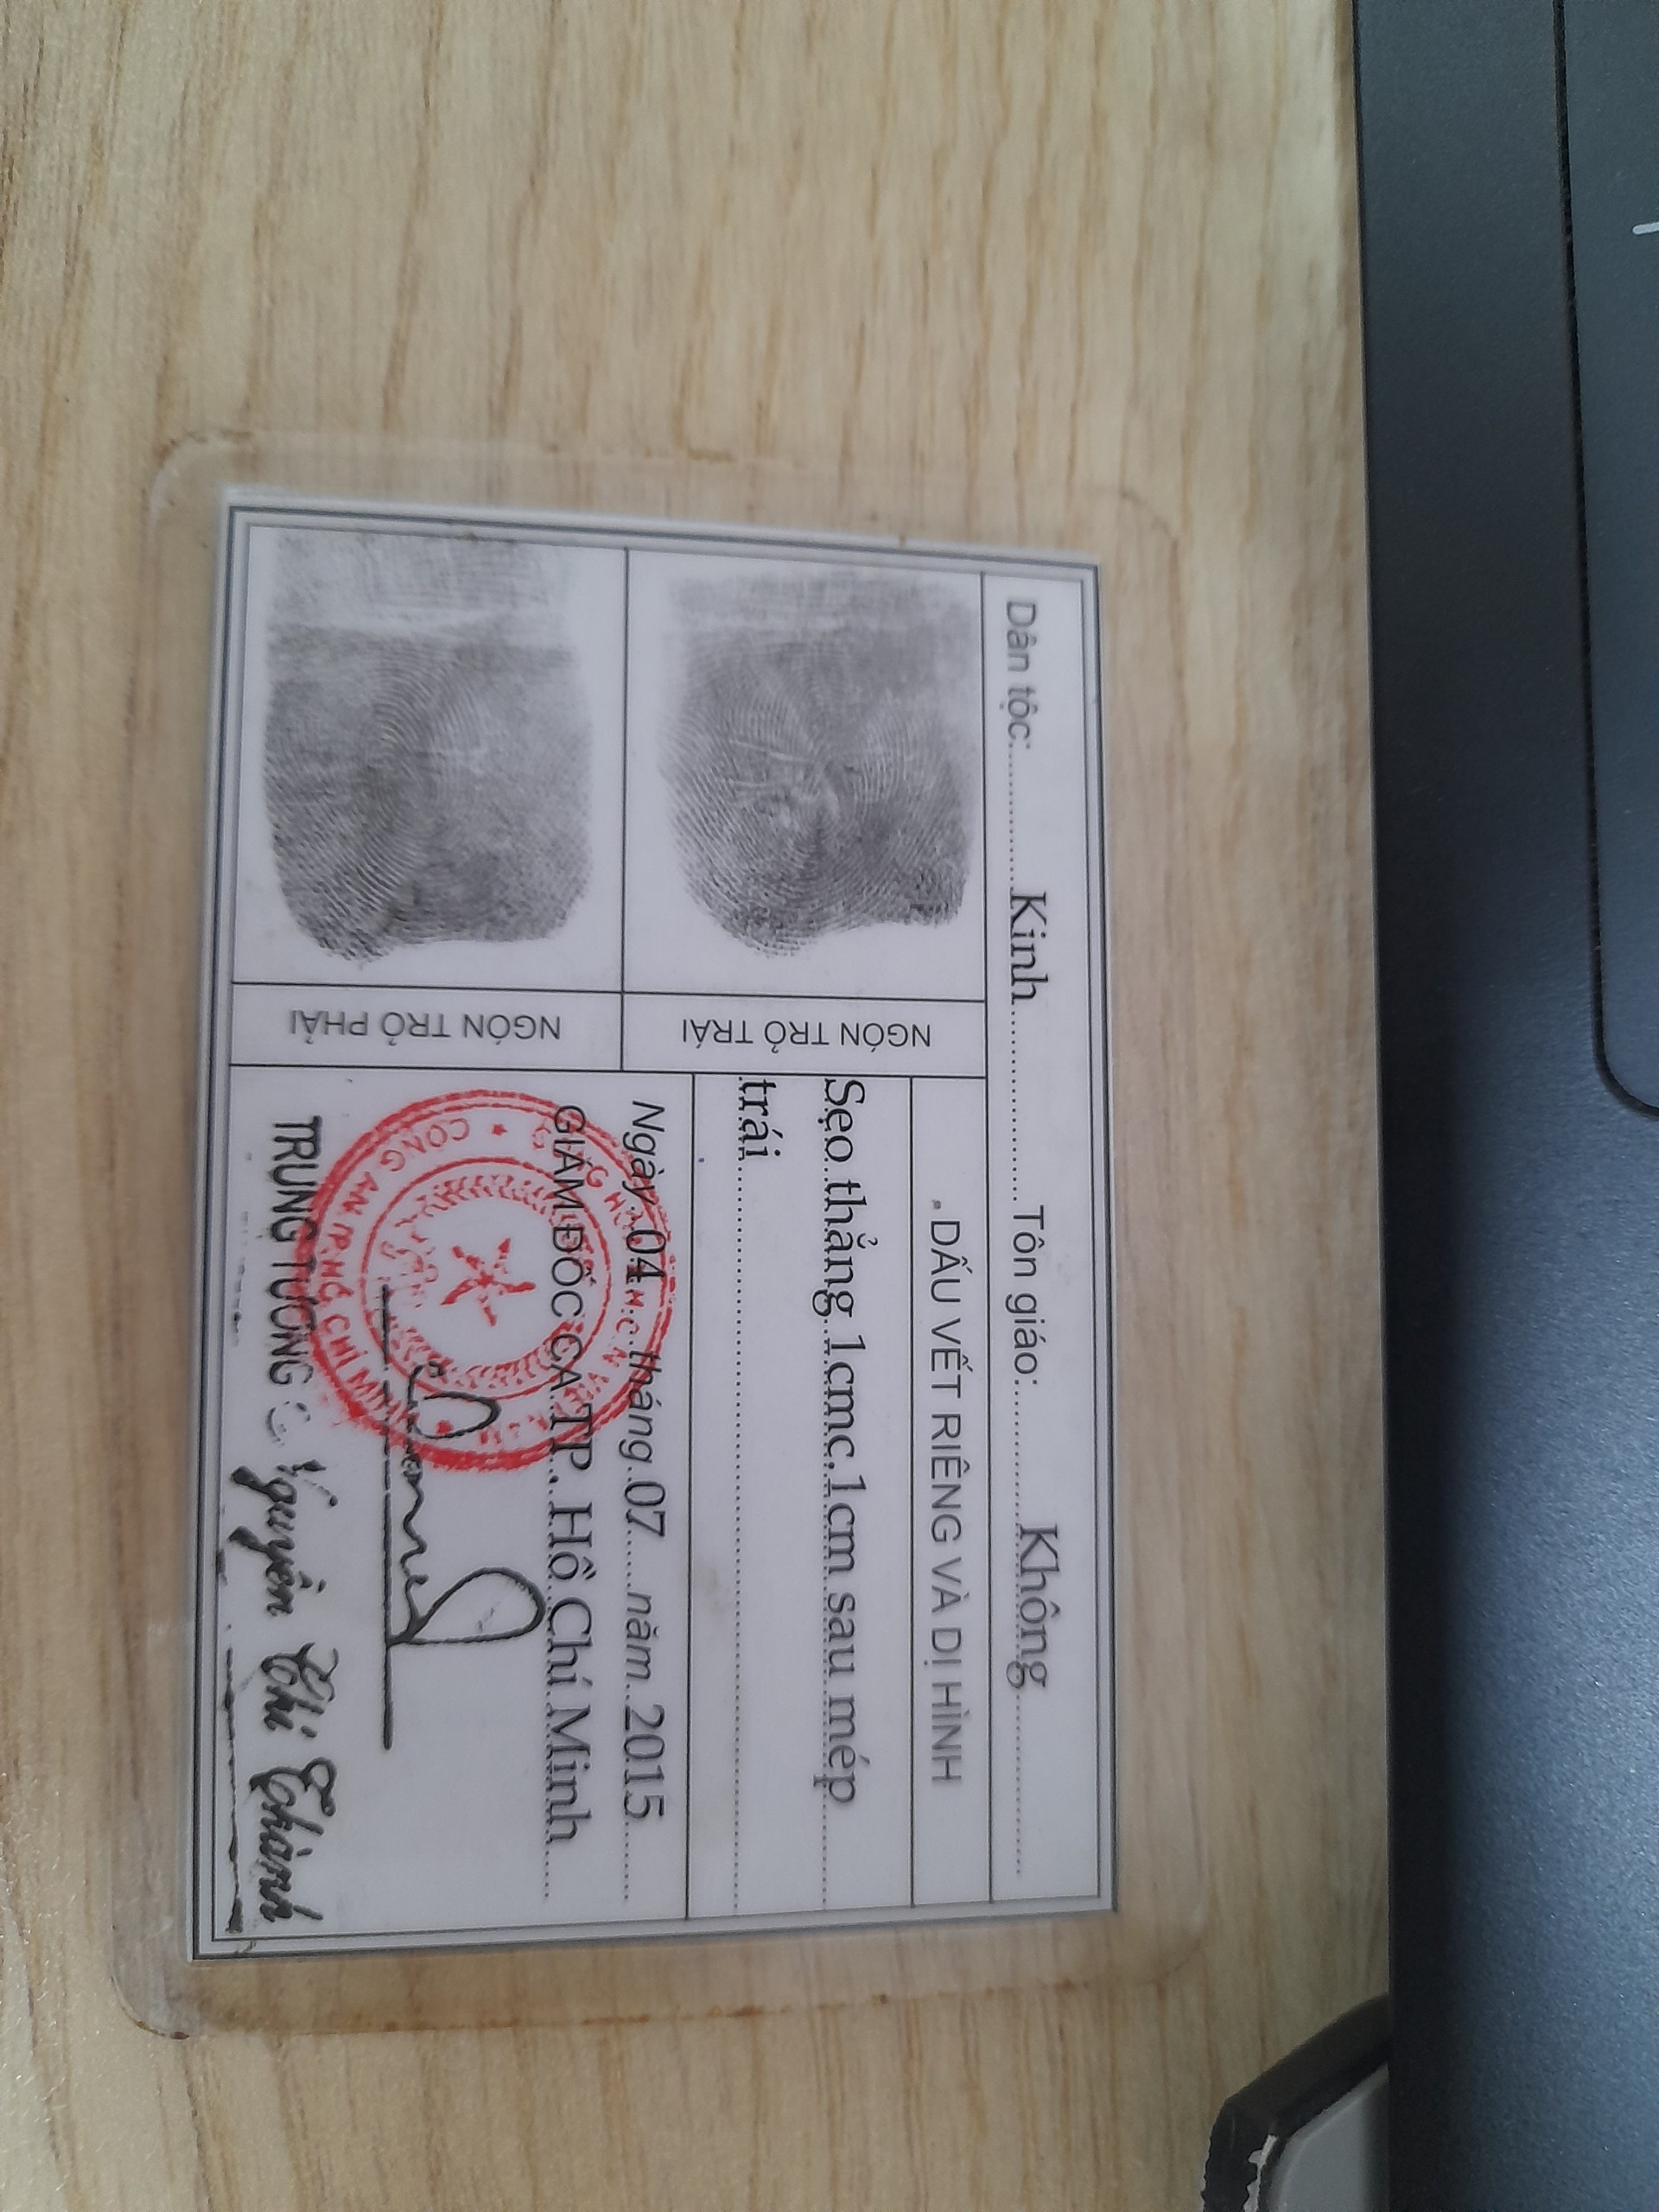 Dân tộc: Kinh Tôn giáo: Không
NGÓN TRỎ TRÁI
DẤU VẾT RIÊNG VÀ DỊ HÌNH
Sẹo thẳng 1cmc.1cm sau mép
trái
NGÓN TRỎ PHẢI
Ngày 04 tháng 07 năm 2015
GIÁM ĐỐC CA TP. Hồ Chí Minh
CÔNG AN T.P HỒ CHÍ MINH
TRUNG TƯỚNG Nguyễn Chí Thành